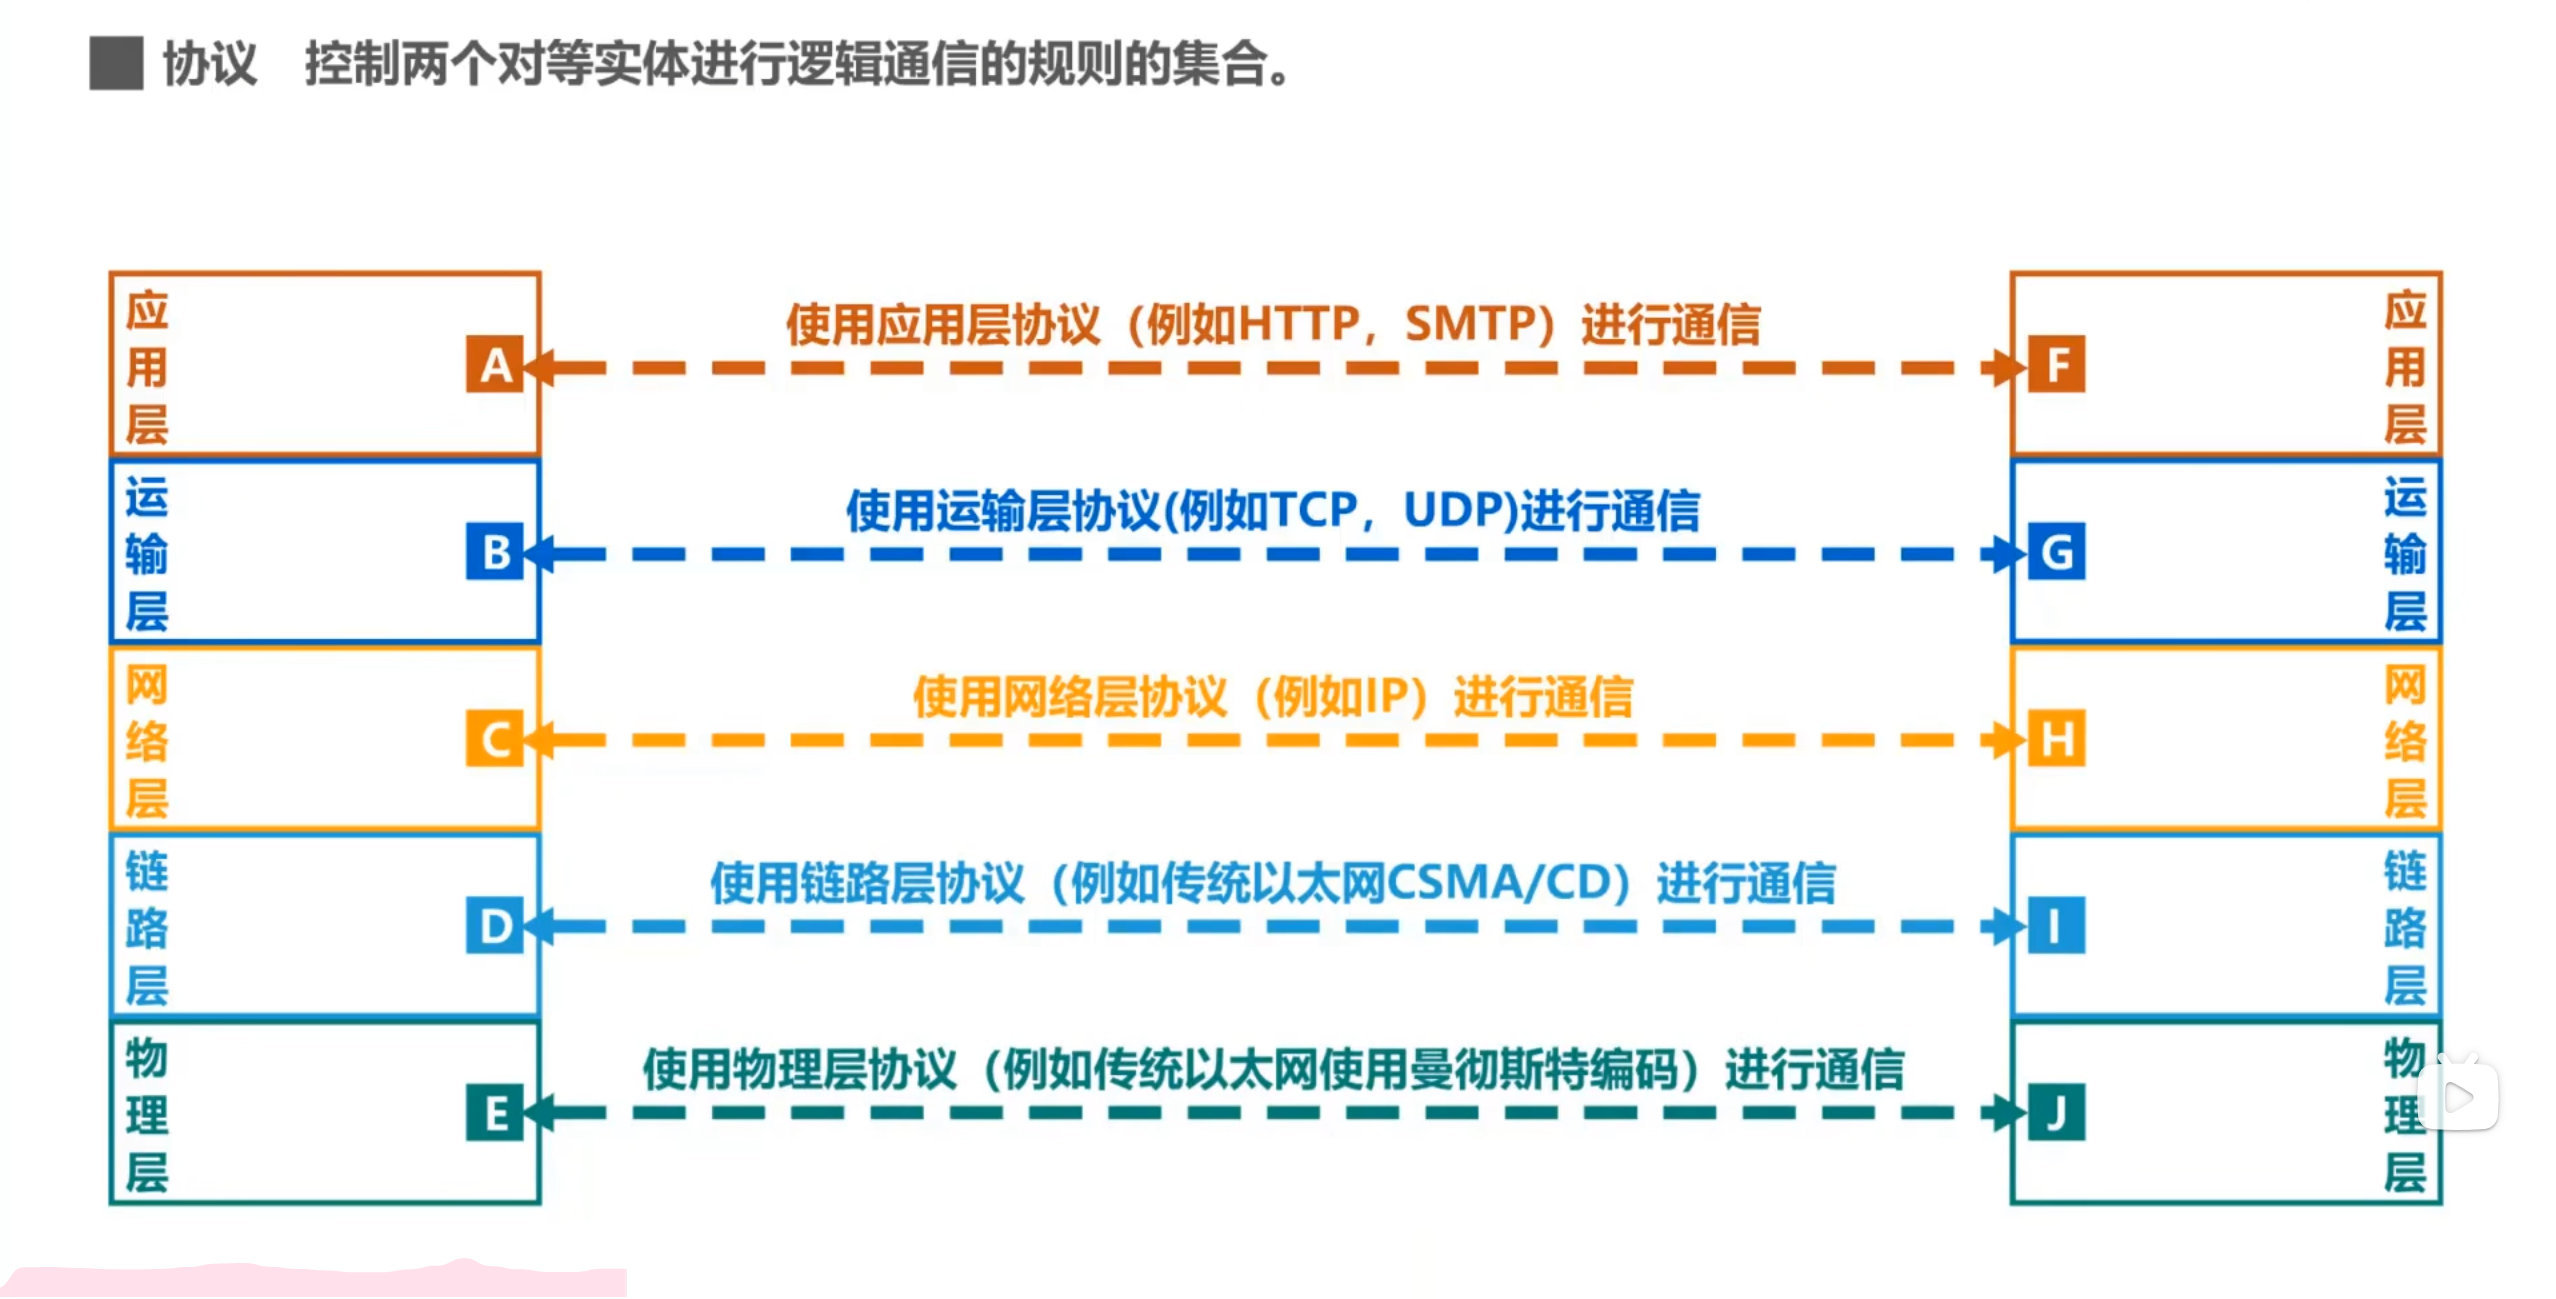 协议 控制两个对等实体进行逻辑通信的规则的集合。
应用层
A
使用应用层协议（例如HTTP，SMTP）进行通信
F
应用层
运输层
B
使用运输层协议(例如TCP，UDP)进行通信
G
运输层
网络层
C
使用网络层协议（例如IP）进行通信
H
网络层
链路层
D
使用链路层协议（例如传统以太网CSMA/CD）进行通信
I
链路层
物理层
E
使用物理层协议（例如传统以太网使用曼彻斯特编码）进行通信
J
物理层